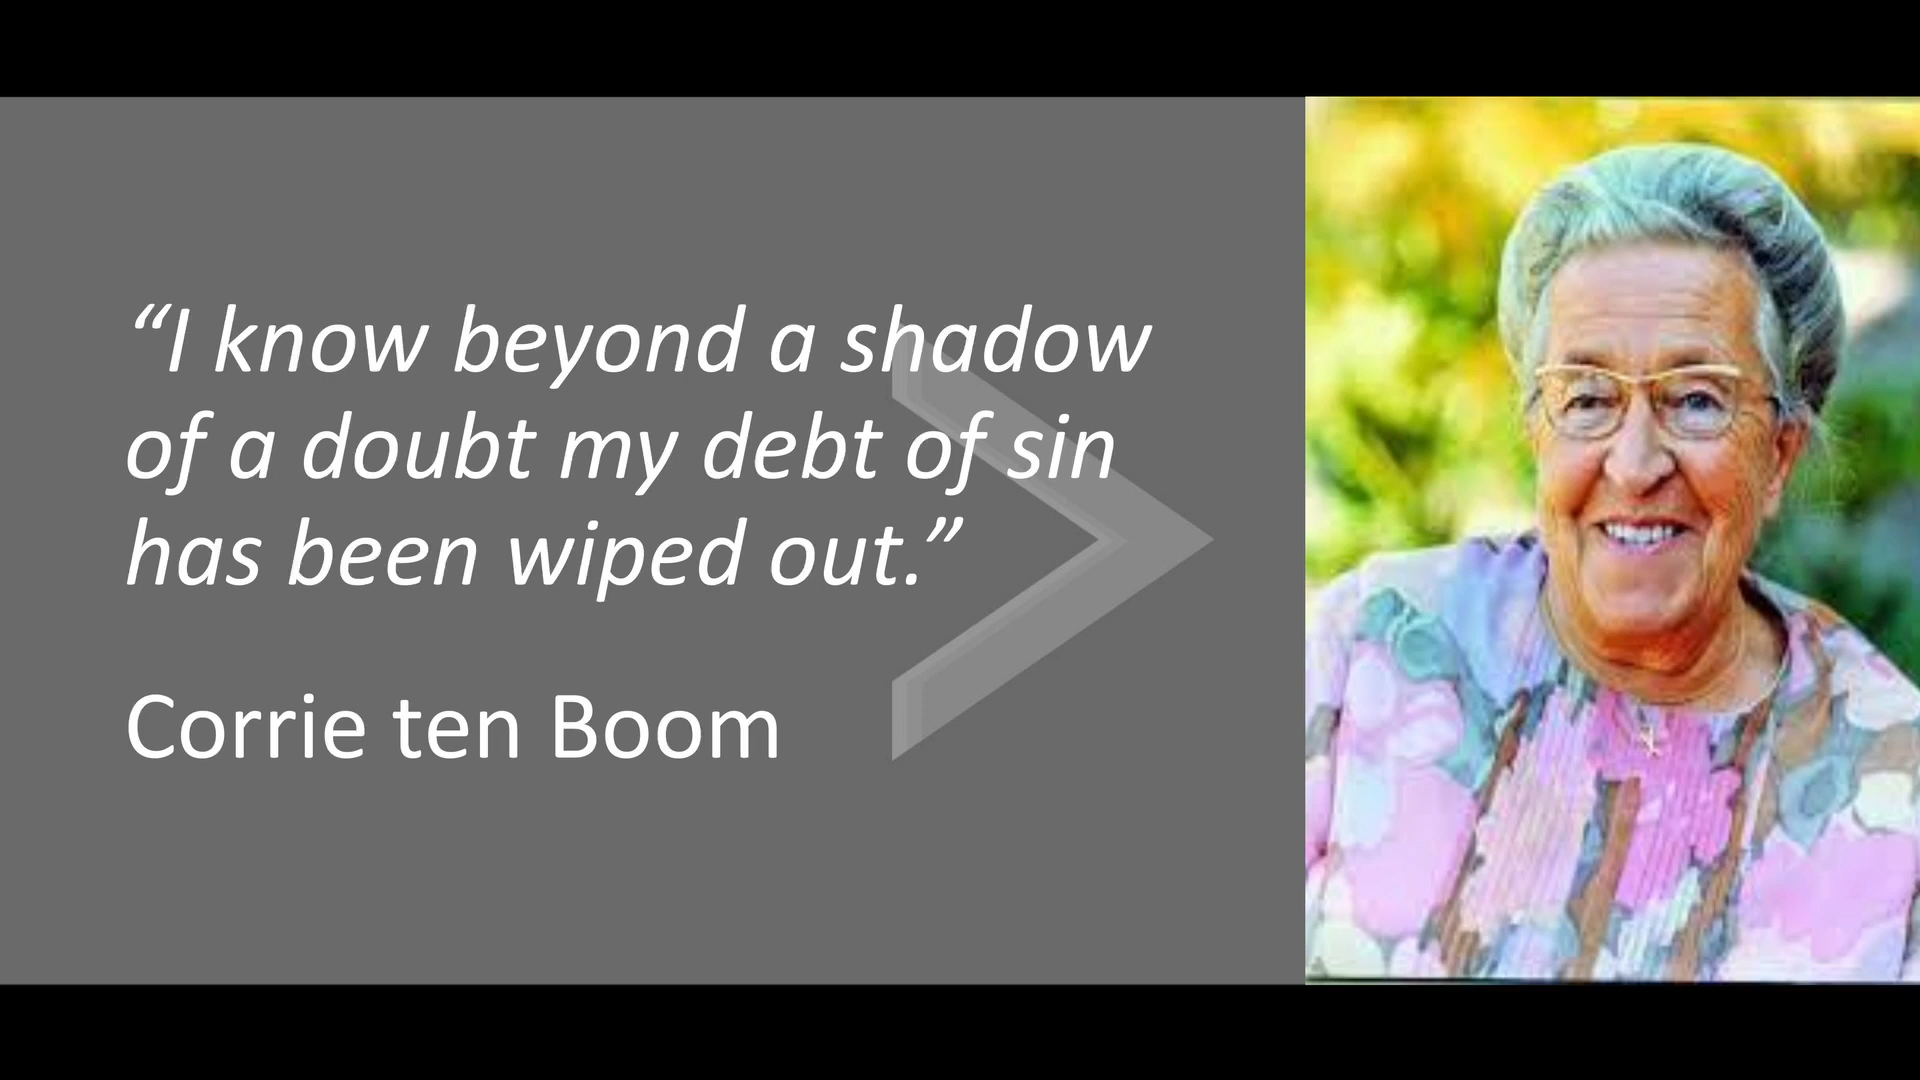 “I know beyond a shadow
of a doubt my debt of sin
has been wiped out.”
Corrie ten Boom